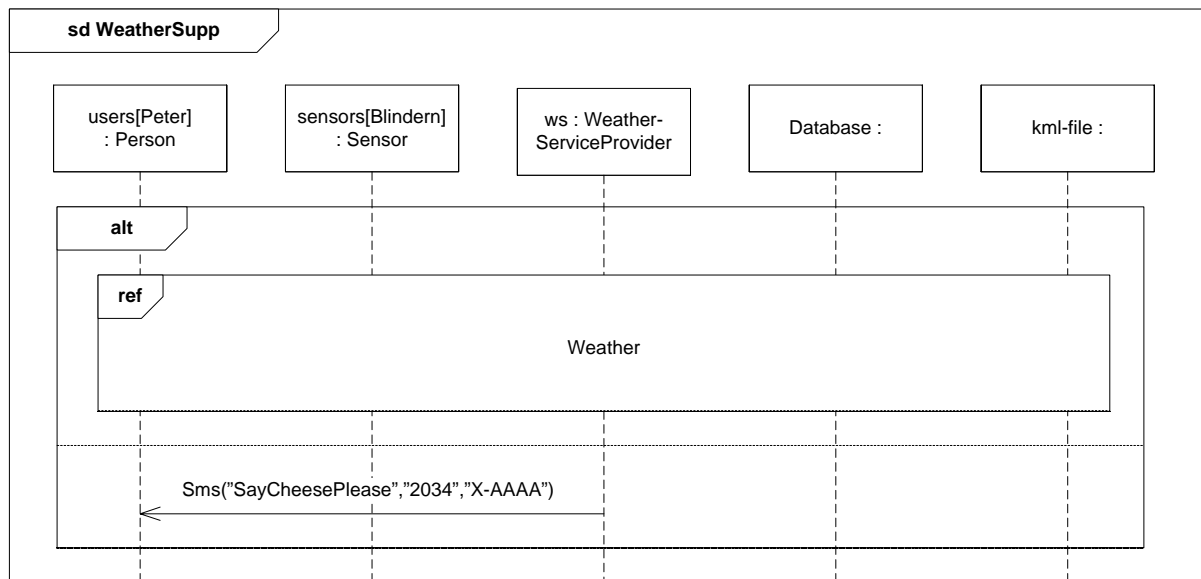 sd WeatherSupp
users[Peter]
: Person
sensors[Blindern]
: Sensor
ws : Weather-
ServiceProvider
Database :
kml-file :
alt
ref
Weather
Sms(”SayCheesePlease”,”2034”,”X-AAAA”)